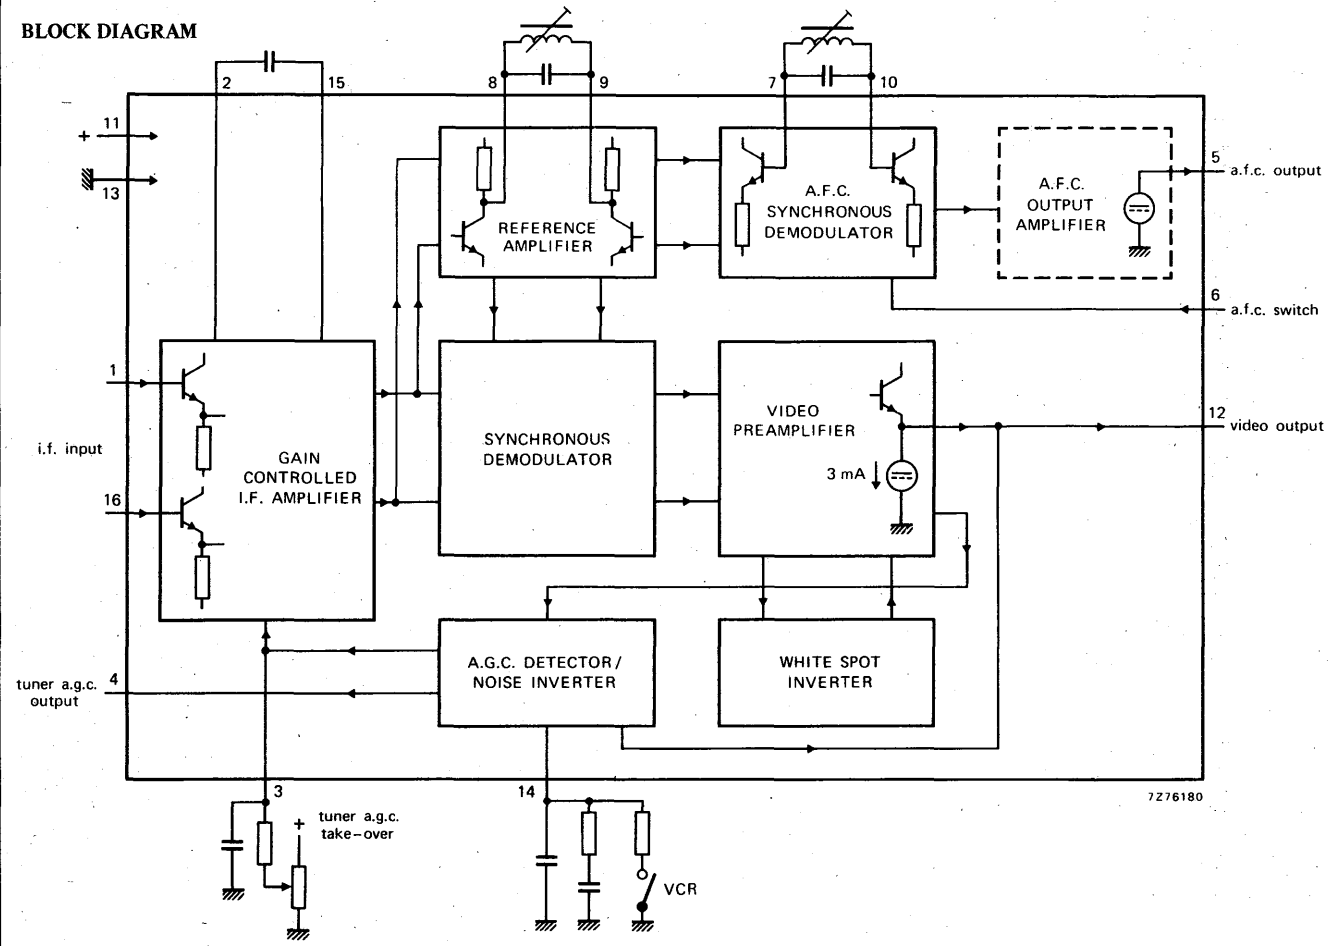 BLOCK DIAGRAM
2
15
8
9
7
10
+ 11
13
REFERENCE
AMPLIFIER
A.F.C.
SYNCHRONOUS
DEMODULATOR
A.F.C.
OUTPUT
AMPLIFIER
5
a.f.c. output
6
a.f.c. switch
1
i.f. input
16
GAIN
CONTROLLED
I.F. AMPLIFIER
SYNCHRONOUS
DEMODULATOR
VIDEO
PREAMPLIFIER
3 mA
12
video output
tuner a.g.c.
output
4
A.G.C. DETECTOR/
NOISE INVERTER
WHITE SPOT
INVERTER
3
14
7Z76180
+
tuner a.g.c.
take-over
VCR